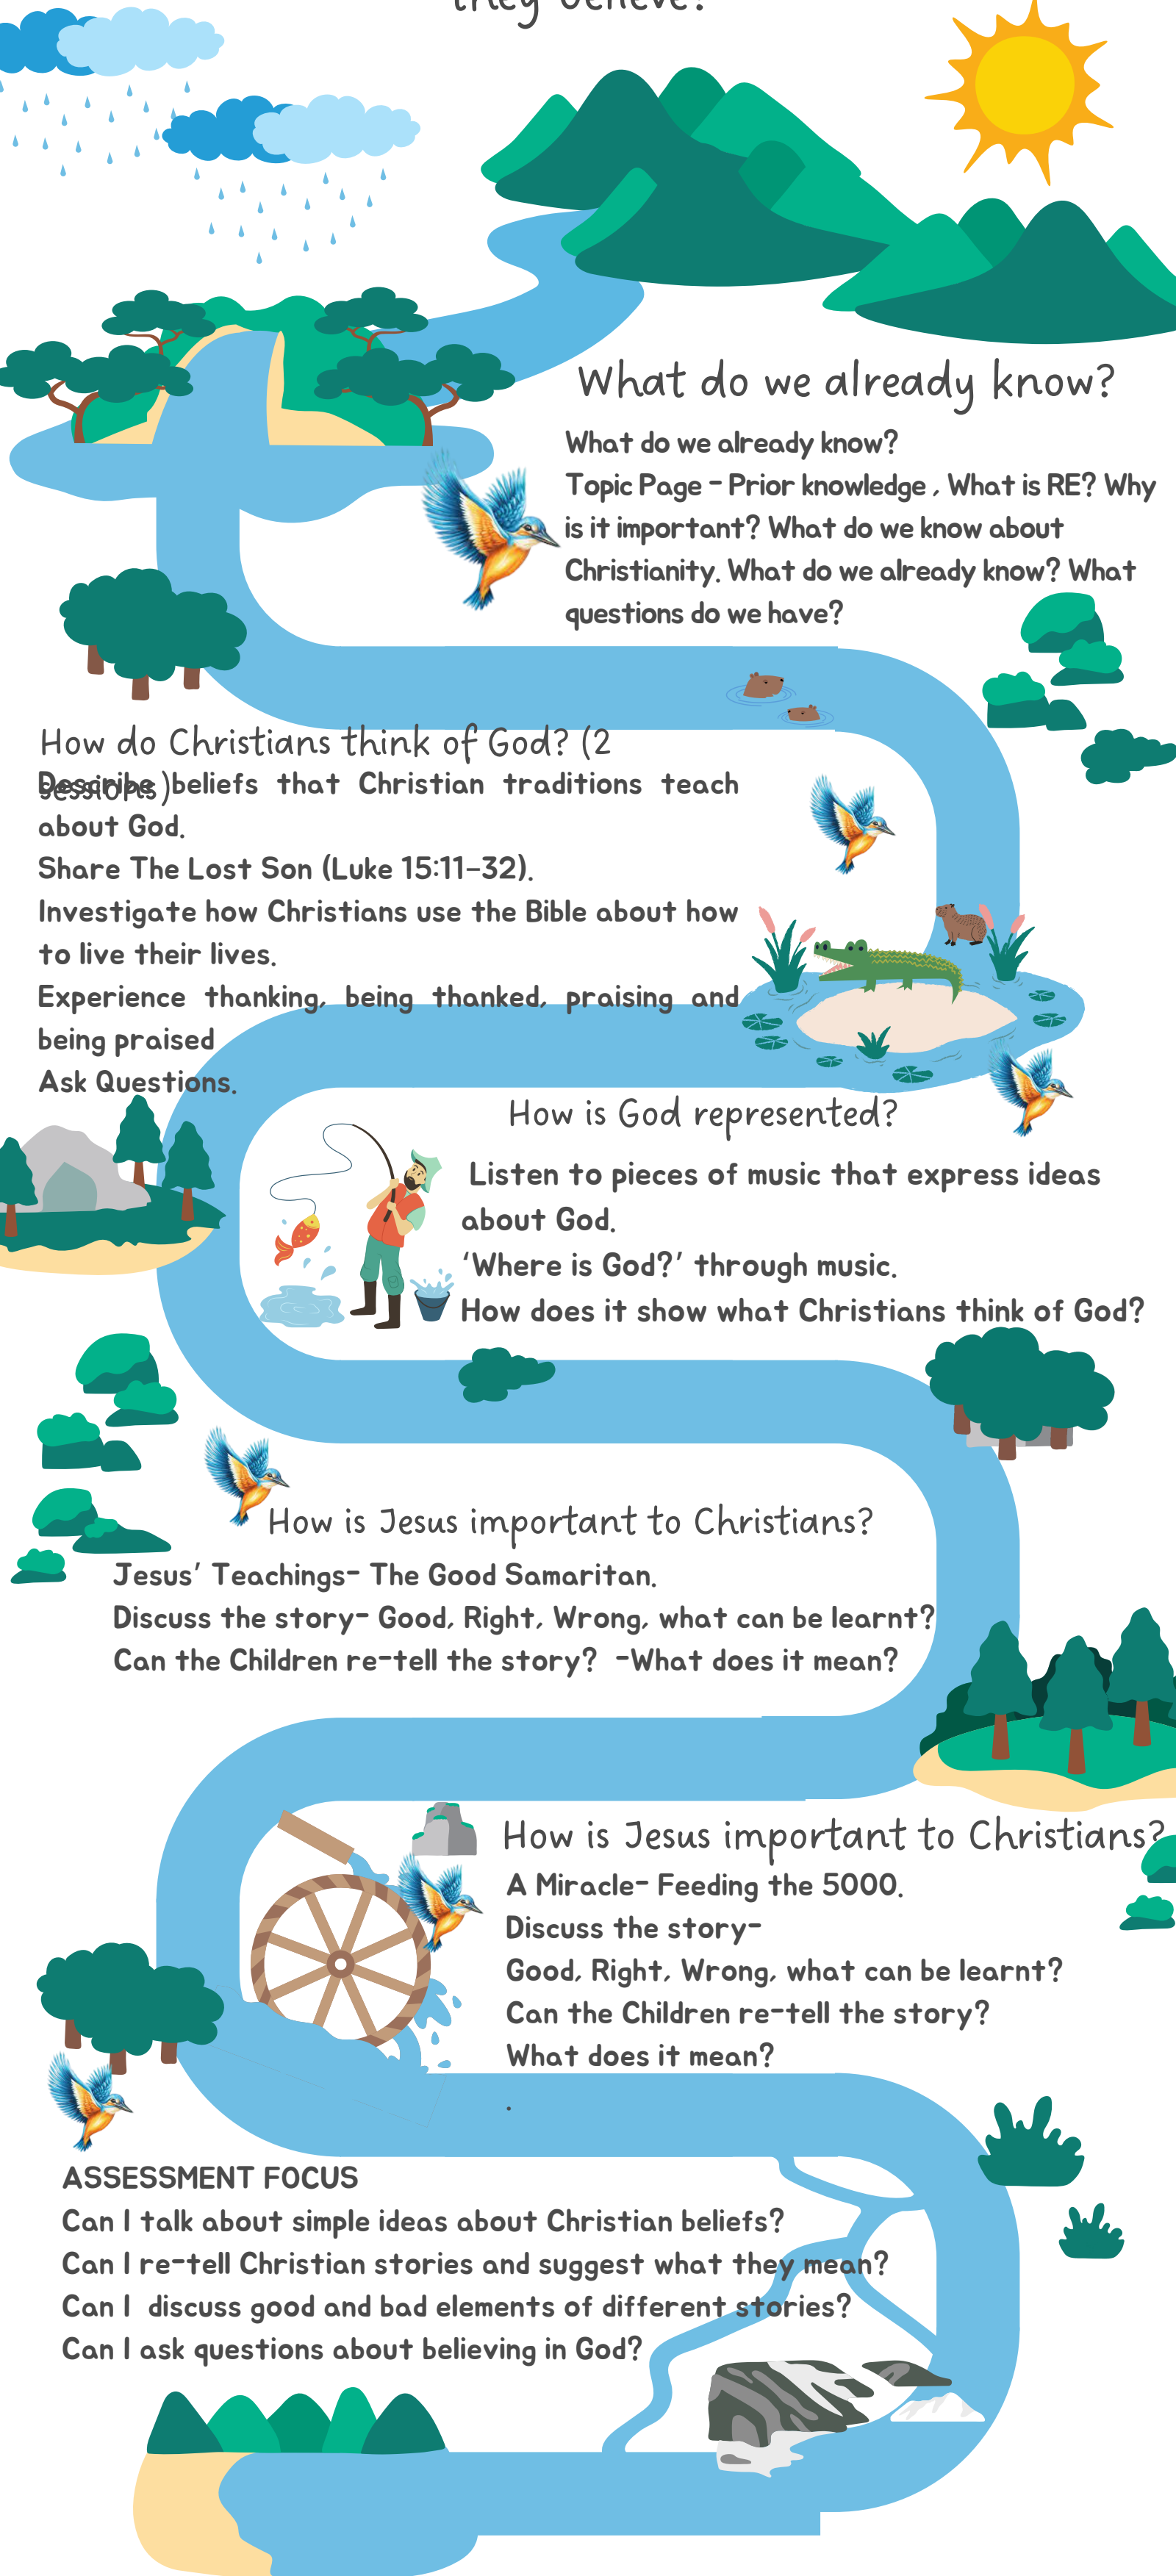 they believe?
What do we already know?
What do we already know?
Topic Page - Prior knowledge , What is RE? Why
is it important? What do we know about
Christianity. What do we already know? What
questions do we have?
How do Christians think of God? (2
sessions)
Describe beliefs that Christian traditions teach
about God.
Share The Lost Son (Luke 15:11–32).
Investigate how Christians use the Bible about how
to live their lives.
Experience thanking, being thanked, praising and
being praised
Ask Questions.
How is God represented?
Listen to pieces of music that express ideas
about God.
‘Where is God?’ through music.
How does it show what Christians think of God?
How is Jesus important to Christians?
Jesus’ Teachings- The Good Samaritan.
Discuss the story- Good, Right, Wrong, what can be learnt?
Can the Children re-tell the story? -What does it mean?
How is Jesus important to Christians?
A Miracle- Feeding the 5000.
Discuss the story-
Good, Right, Wrong, what can be learnt?
Can the Children re-tell the story?
What does it mean?
.
ASSESSMENT FOCUS
Can I talk about simple ideas about Christian beliefs?
Can I re-tell Christian stories and suggest what they mean?
Can I discuss good and bad elements of different stories?
Can I ask questions about believing in God?